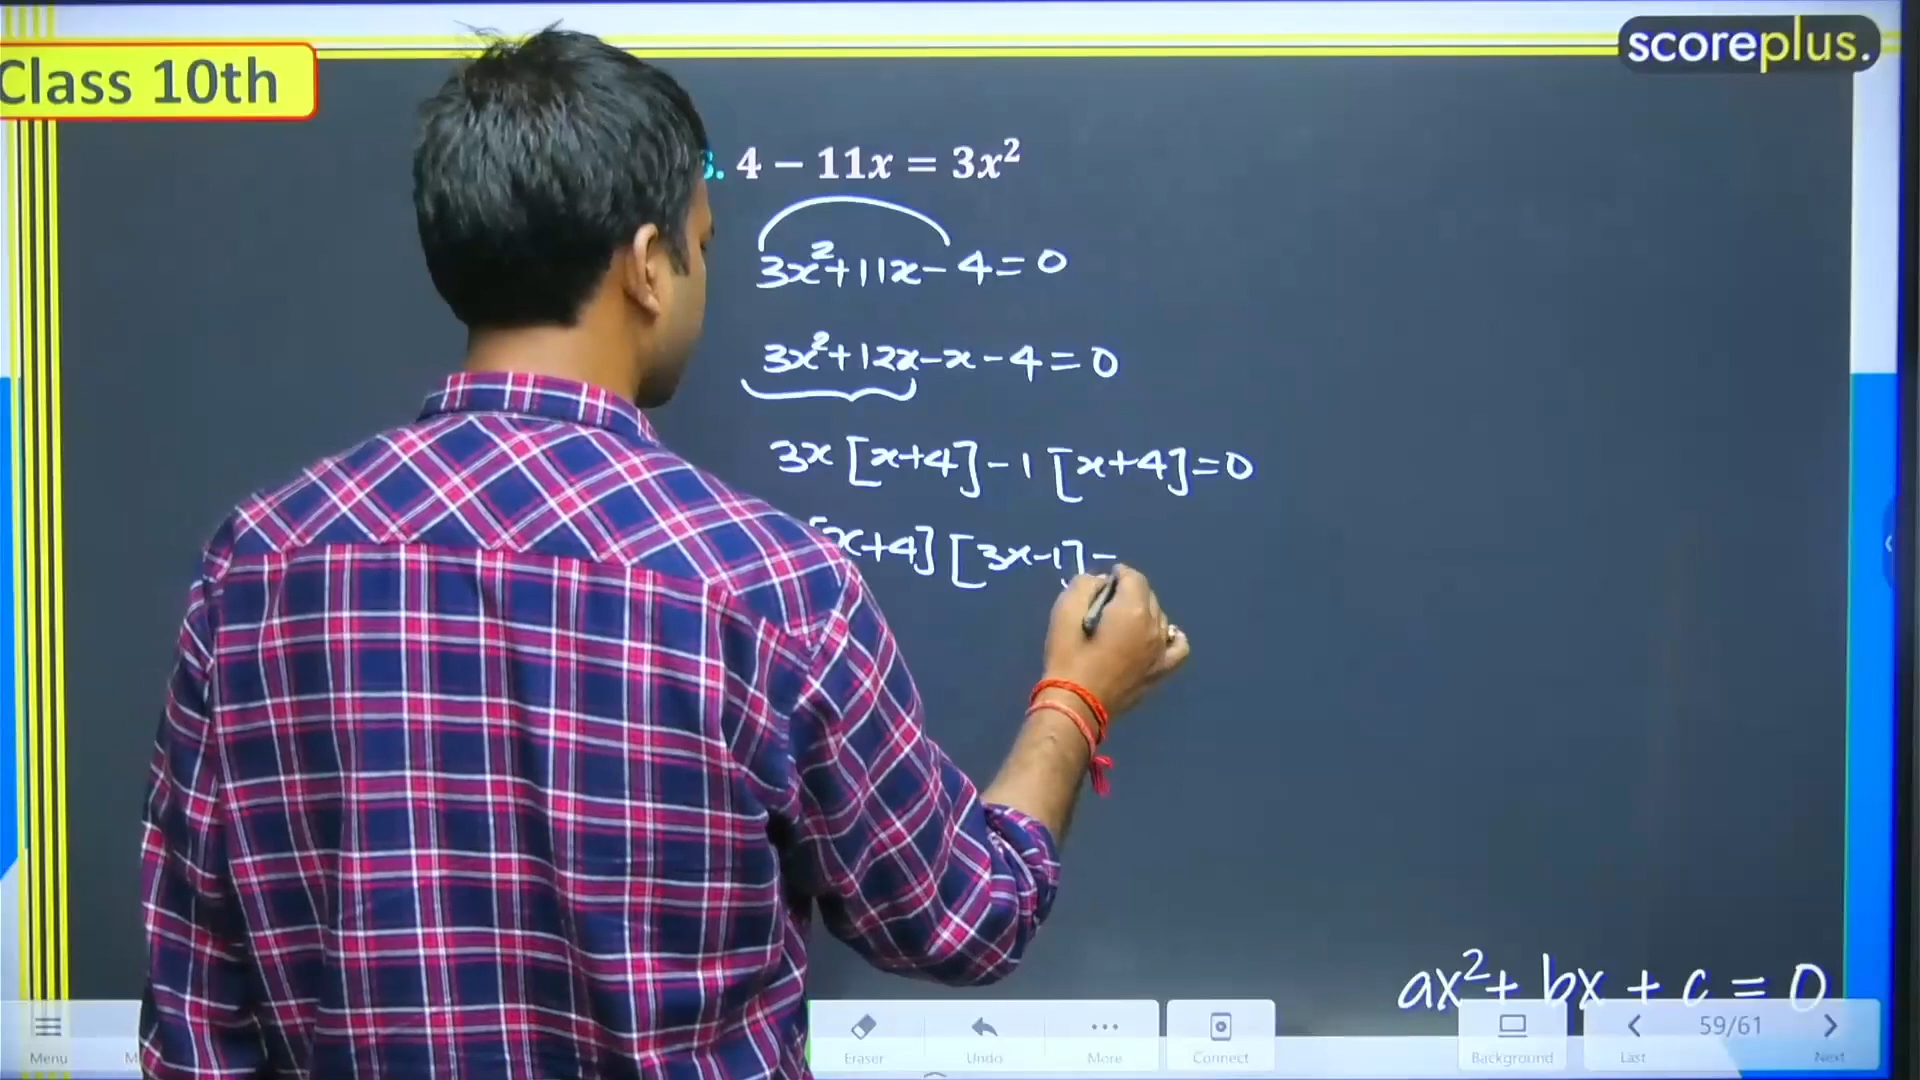 scoreplus.
Class 10th
3. 4 − 11x = 3x²
3x²+11x−4=0
3x²+12x−x−4=0
3x[x+4]−1[x+4]=0
[x+4][3x−1]−
ax²+bx+c=0
Menu
Eraser
Undo
More
Connect
Background
59/61
Last
Next